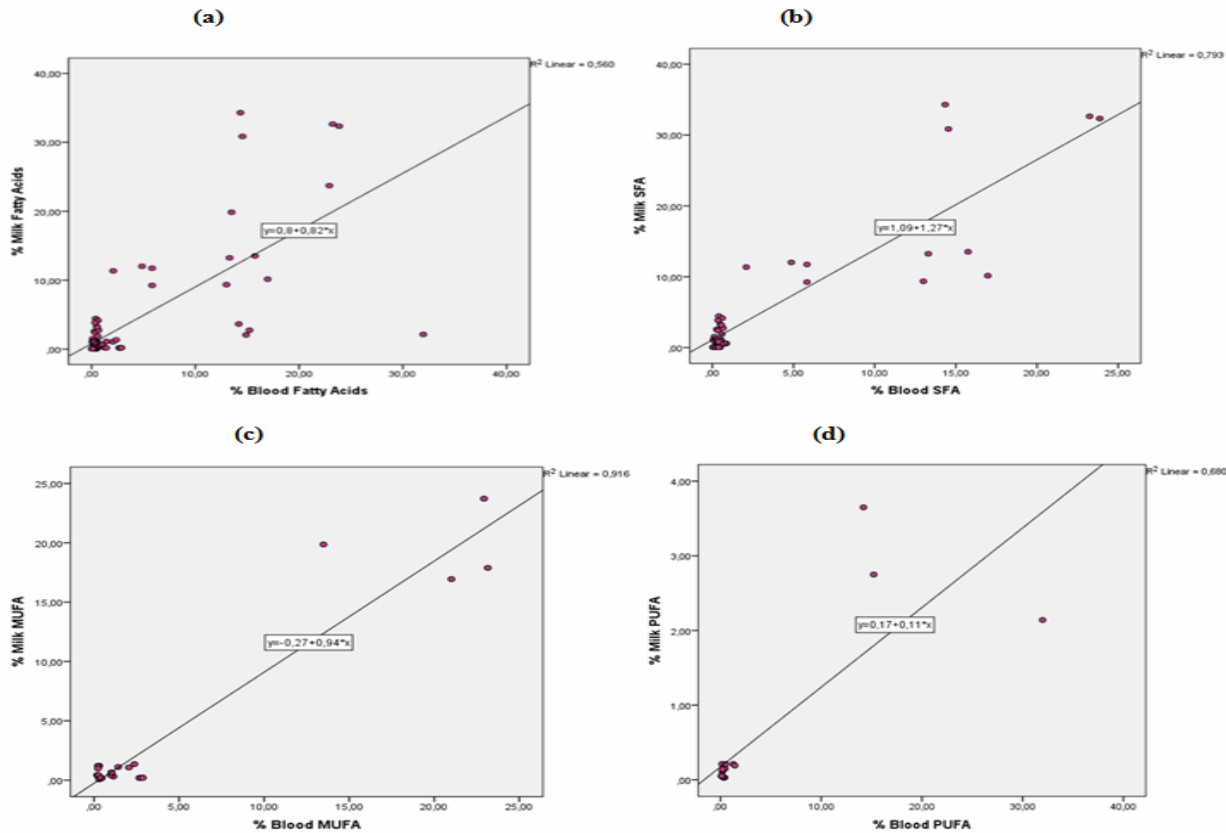 (a)
(b)
R² Linear = 0,560
% Milk Fatty Acids
40,00
30,00
20,00
10,00
,00
y=0,8+0,82*x
,00 10,00 20,00 30,00 40,00
% Blood Fatty Acids
R² Linear = 0,793
% Milk SFA
40,00
30,00
20,00
10,00
,00
y=1,09+1,27*x
,00 5,00 10,00 15,00 20,00 25,00
% Blood SFA
(c)
(d)
R² Linear = 0,916
% Milk MUFA
25,00
20,00
15,00
10,00
5,00
,00
y=-0,27+0,94*x
,00 5,00 10,00 15,00 20,00 25,00
% Blood MUFA
R² Linear = 0,680
% Milk PUFA
4,00
3,00
2,00
1,00
,00
y=0,17+0,11*x
,00 10,00 20,00 30,00 40,00
% Blood PUFA